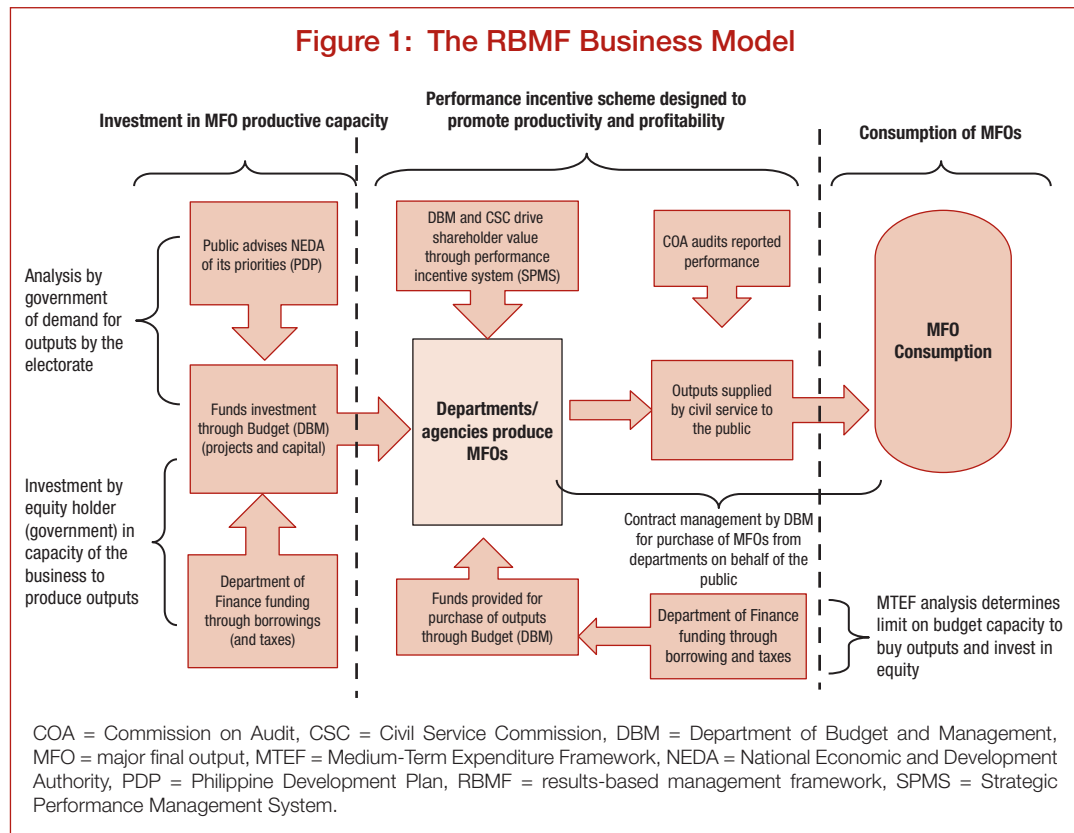 Figure 1: The RBMF Business Model
Investment in MFO productive capacity
Performance incentive scheme designed to
promote productivity and profitability
Consumption of MFOs
Analysis by
government
of demand for
outputs by the
electorate
Public advises NEDA
of its priorities (PDP)
DBM and CSC drive
shareholder value
through performance
incentive system (SPMS)
COA audits reported
performance
Funds investment
through Budget (DBM)
(projects and capital)
Departments/
agencies produce
MFOs
Outputs supplied
by civil service to
the public
MFO
Consumption
Investment by
equity holder
(government) in
capacity of the
business to
produce outputs
Department of
Finance funding
through borrowings
(and taxes)
Contract management by DBM
for purchase of MFOs from
departments on behalf of the
public
Funds provided for
purchase of outputs
through Budget (DBM)
Department of Finance
funding through
borrowing and taxes
MTEF analysis determines
limit on budget capacity to
buy outputs and invest in
equity
COA = Commission on Audit, CSC = Civil Service Commission, DBM = Department of Budget and Management,
MFO = major final output, MTEF = Medium-Term Expenditure Framework, NEDA = National Economic and Development
Authority, PDP = Philippine Development Plan, RBMF = results-based management framework, SPMS = Strategic
Performance Management System.